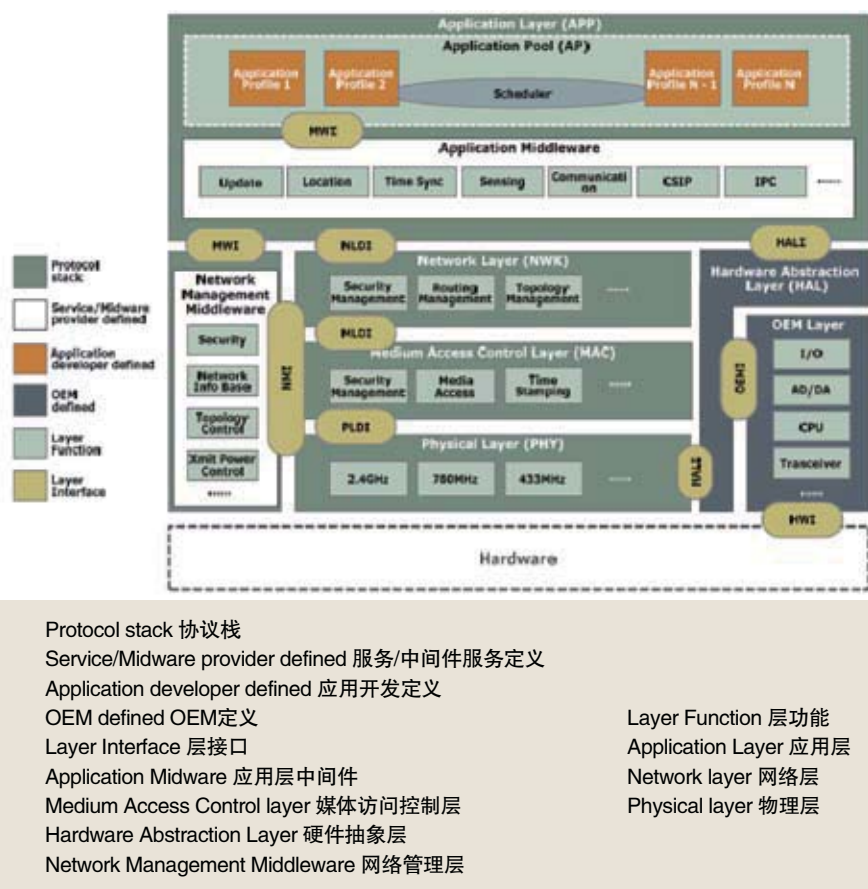 Application Layer (APP)
Application Pool (AP)
Application Profile 1
Application Profile 2
Scheduler
Application Profile N - 1
Application Profile N
MWI
Application Middleware
Update
Location
Time Sync
Sensing
Communicati on
CSIP
IPC
......
MWI
NLDI
HALI
Protocol stack
Service/Midware provider defined
Application developer defined
OEM defined
Layer Function
Layer Interface
Network Management Middleware
Security
Network Info Base
Topology Control
Xmit Power Control
......
NMI
Network Layer (NWK)
Security Management
Routing Management
Topology Management
......
MLDI
Medium Access Control Layer (MAC)
Security Management
Media Access
Time Stamping
......
PLDI
Physical Layer (PHY)
2.4GHz
780MHz
433MHz
......
HALI
Hardware Abstraction Layer (HAL)
OEMI
OEM Layer
I/O
AD/DA
CPU
Tranceiver
......
HWI
Hardware
Protocol stack 协议栈
Service/Midware provider defined 服务/中间件服务定义
Application developer defined 应用开发定义
OEM defined OEM定义
Layer Interface 层接口
Application Midware 应用层中间件
Medium Access Control layer 媒体访问控制层
Hardware Abstraction Layer 硬件抽象层
Network Management Middleware 网络管理层
Layer Function 层功能
Application Layer 应用层
Network layer 网络层
Physical layer 物理层